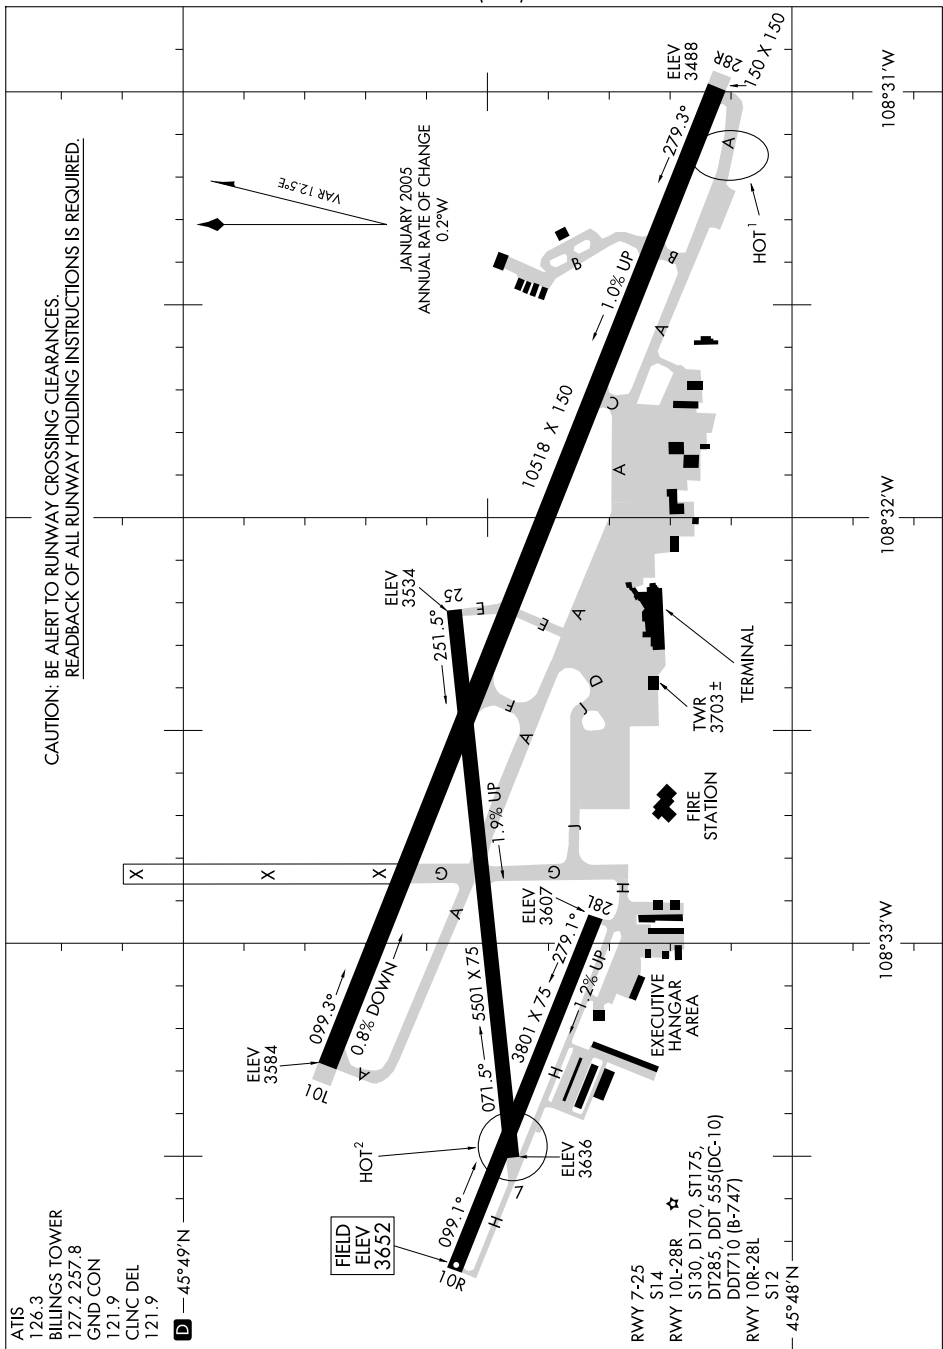 ATIS
126.3
BILLINGS TOWER
127.2 257.8
GND CON
121.9
CLNC DEL
121.9
D
CAUTION: BE ALERT TO RUNWAY CROSSING CLEARANCES.
READBACK OF ALL RUNWAY HOLDING INSTRUCTIONS IS REQUIRED.
45°49'N
VAR 12.5°E
JANUARY 2005
ANNUAL RATE OF CHANGE
0.2°W
ELEV
3488
28R
150 X 150
108°31'W
279.3°
A
HOT 1
1.0% UP
B
B
A
10518 X 150
C
A
108°32'W
ELEV
3534
25
251.5°
E
E
A
F
A
D
J
TERMINAL
TWR
3703±
FIRE
STATION
J
1.9% UP
X
X
X
G
G
H
A
ELEV
3607
28L
279.1°
108°33'W
099.3°
0.8% DOWN
ELEV
3584
10L
A
5501 X 75
071.5°
3801 X 75
1.2% UP
H
EXECUTIVE
HANGAR
AREA
HOT 2
ELEV
3636
7
H
099.1°
FIELD
ELEV
3652
10R
RWY 7-25
S14
RWY 10L-28R
S130, D170, ST175,
DT285, DDT 555(DC-10)
DDT710 (B-747)
RWY 10R-28L
S12
45°48'N